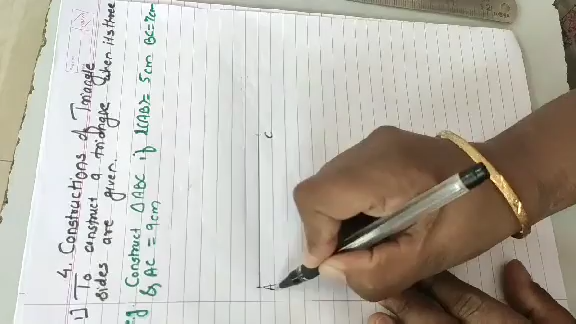 4. Constructions of Triangle
1] To construct a triangle when its three
sides are given.
e.g. Construct △ABC if l(AB)= 5cm BC=7cm
& AC = 9cm
C
A